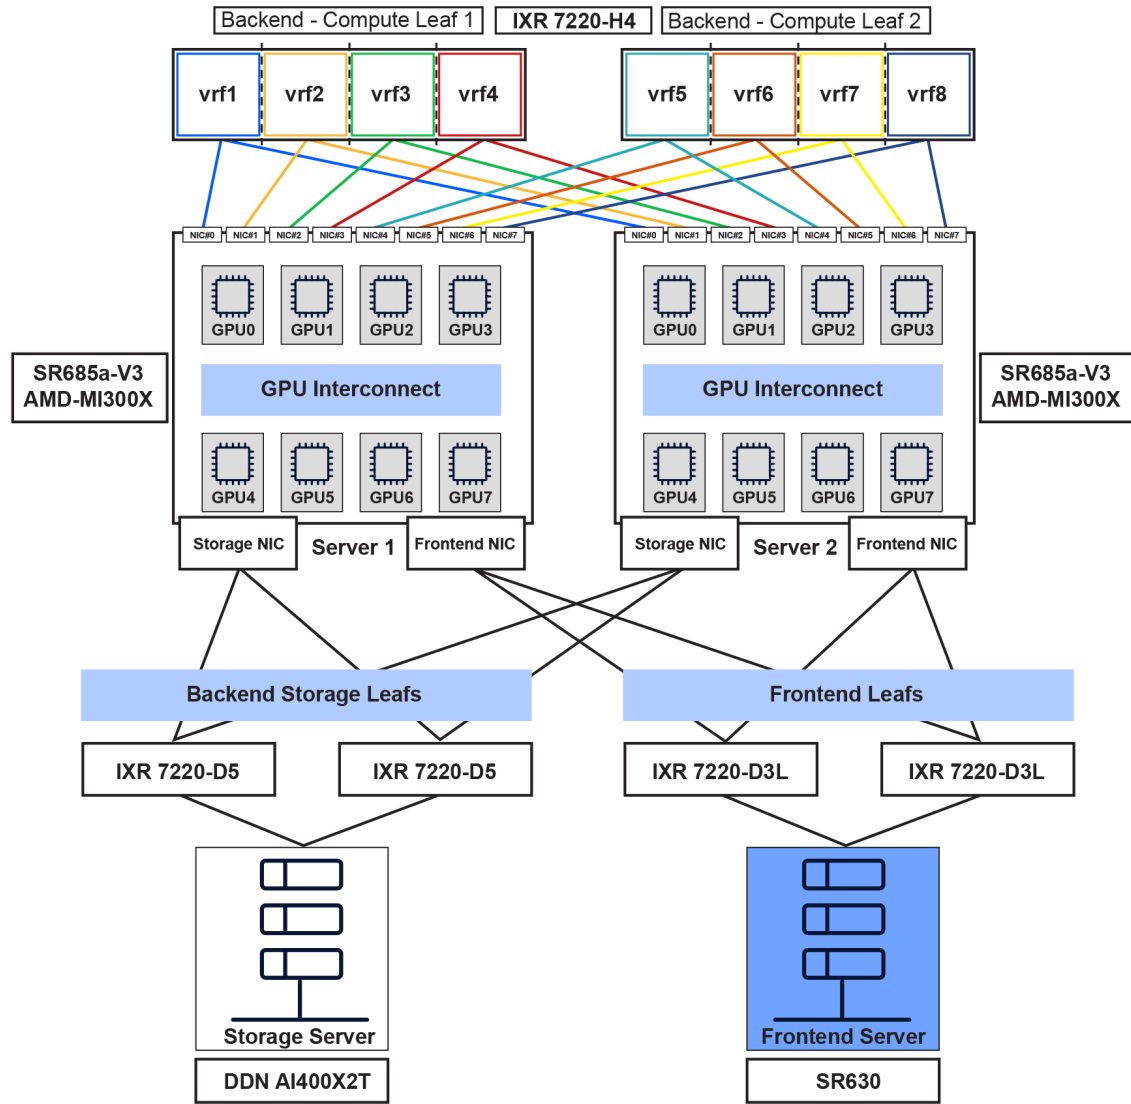 Backend - Compute Leaf 1
IXR 7220-H4
Backend - Compute Leaf 2
vrf1
vrf2
vrf3
vrf4
vrf5
vrf6
vrf7
vrf8
NIC#0
NIC#1
NIC#2
NIC#3
NIC#4
NIC#5
NIC#6
NIC#7
NIC#0
NIC#1
NIC#2
NIC#3
NIC#4
NIC#5
NIC#6
NIC#7
GPU0
GPU1
GPU2
GPU3
GPU0
GPU1
GPU2
GPU3
SR685a-V3
AMD-MI300X
GPU Interconnect
GPU Interconnect
SR685a-V3
AMD-MI300X
GPU4
GPU5
GPU6
GPU7
GPU4
GPU5
GPU6
GPU7
Storage NIC
Server 1
Frontend NIC
Storage NIC
Server 2
Frontend NIC
Backend Storage Leafs
Frontend Leafs
IXR 7220-D5
IXR 7220-D5
IXR 7220-D3L
IXR 7220-D3L
Storage Server
Frontend Server
DDN AI400X2T
SR630